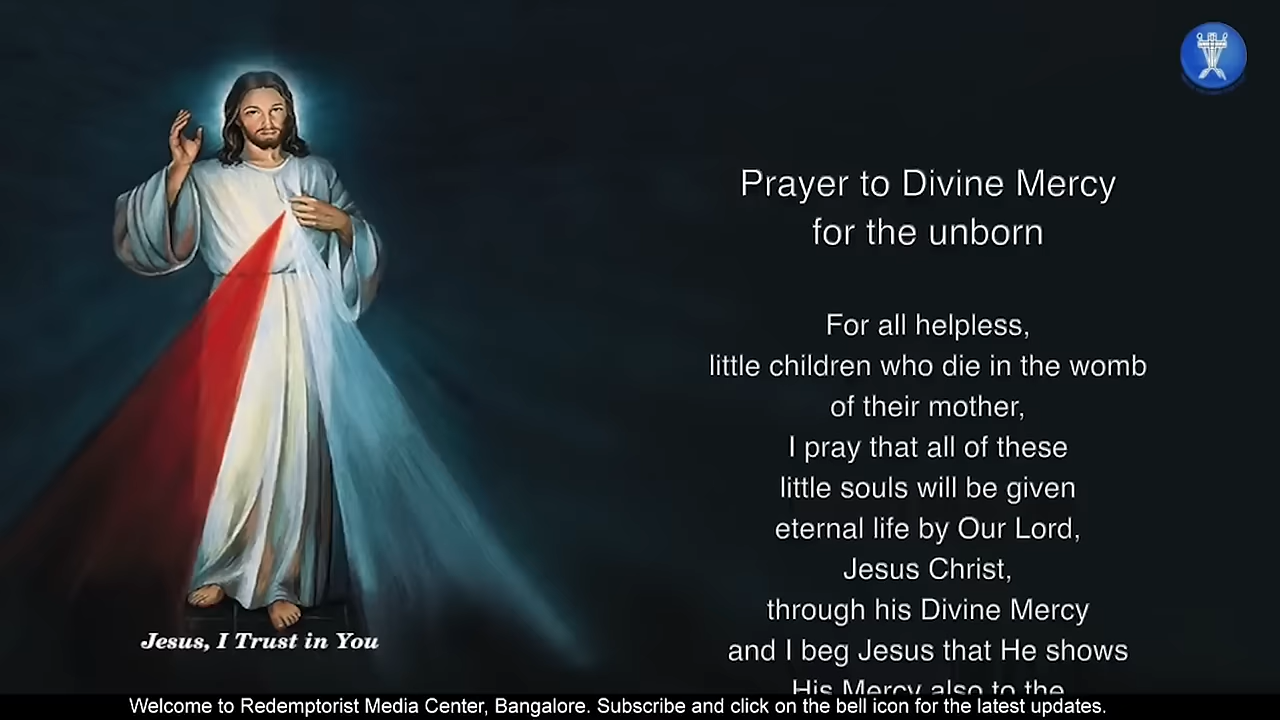 Prayer to Divine Mercy
for the unborn
For all helpless,
little children who die in the womb
of their mother,
I pray that all of these
little souls will be given
eternal life by Our Lord,
Jesus Christ,
through his Divine Mercy
and I beg Jesus that He shows
His Mercy also to the
Jesus, I Trust in You
Welcome to Redemptorist Media Center, Bangalore. Subscribe and click on the bell icon for the latest updates.